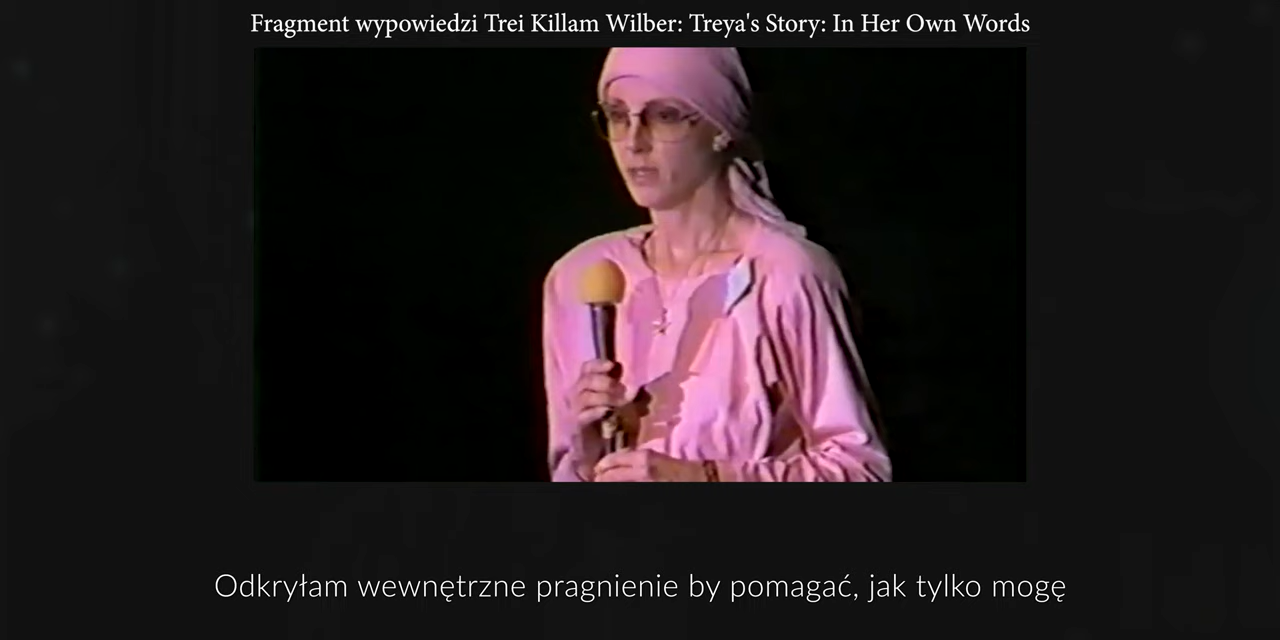 Fragment wypowiedzi Trei Killam Wilber: Treya's Story: In Her Own Words
Odkryłam wewnętrzne pragnienie by pomagać, jak tylko mogę